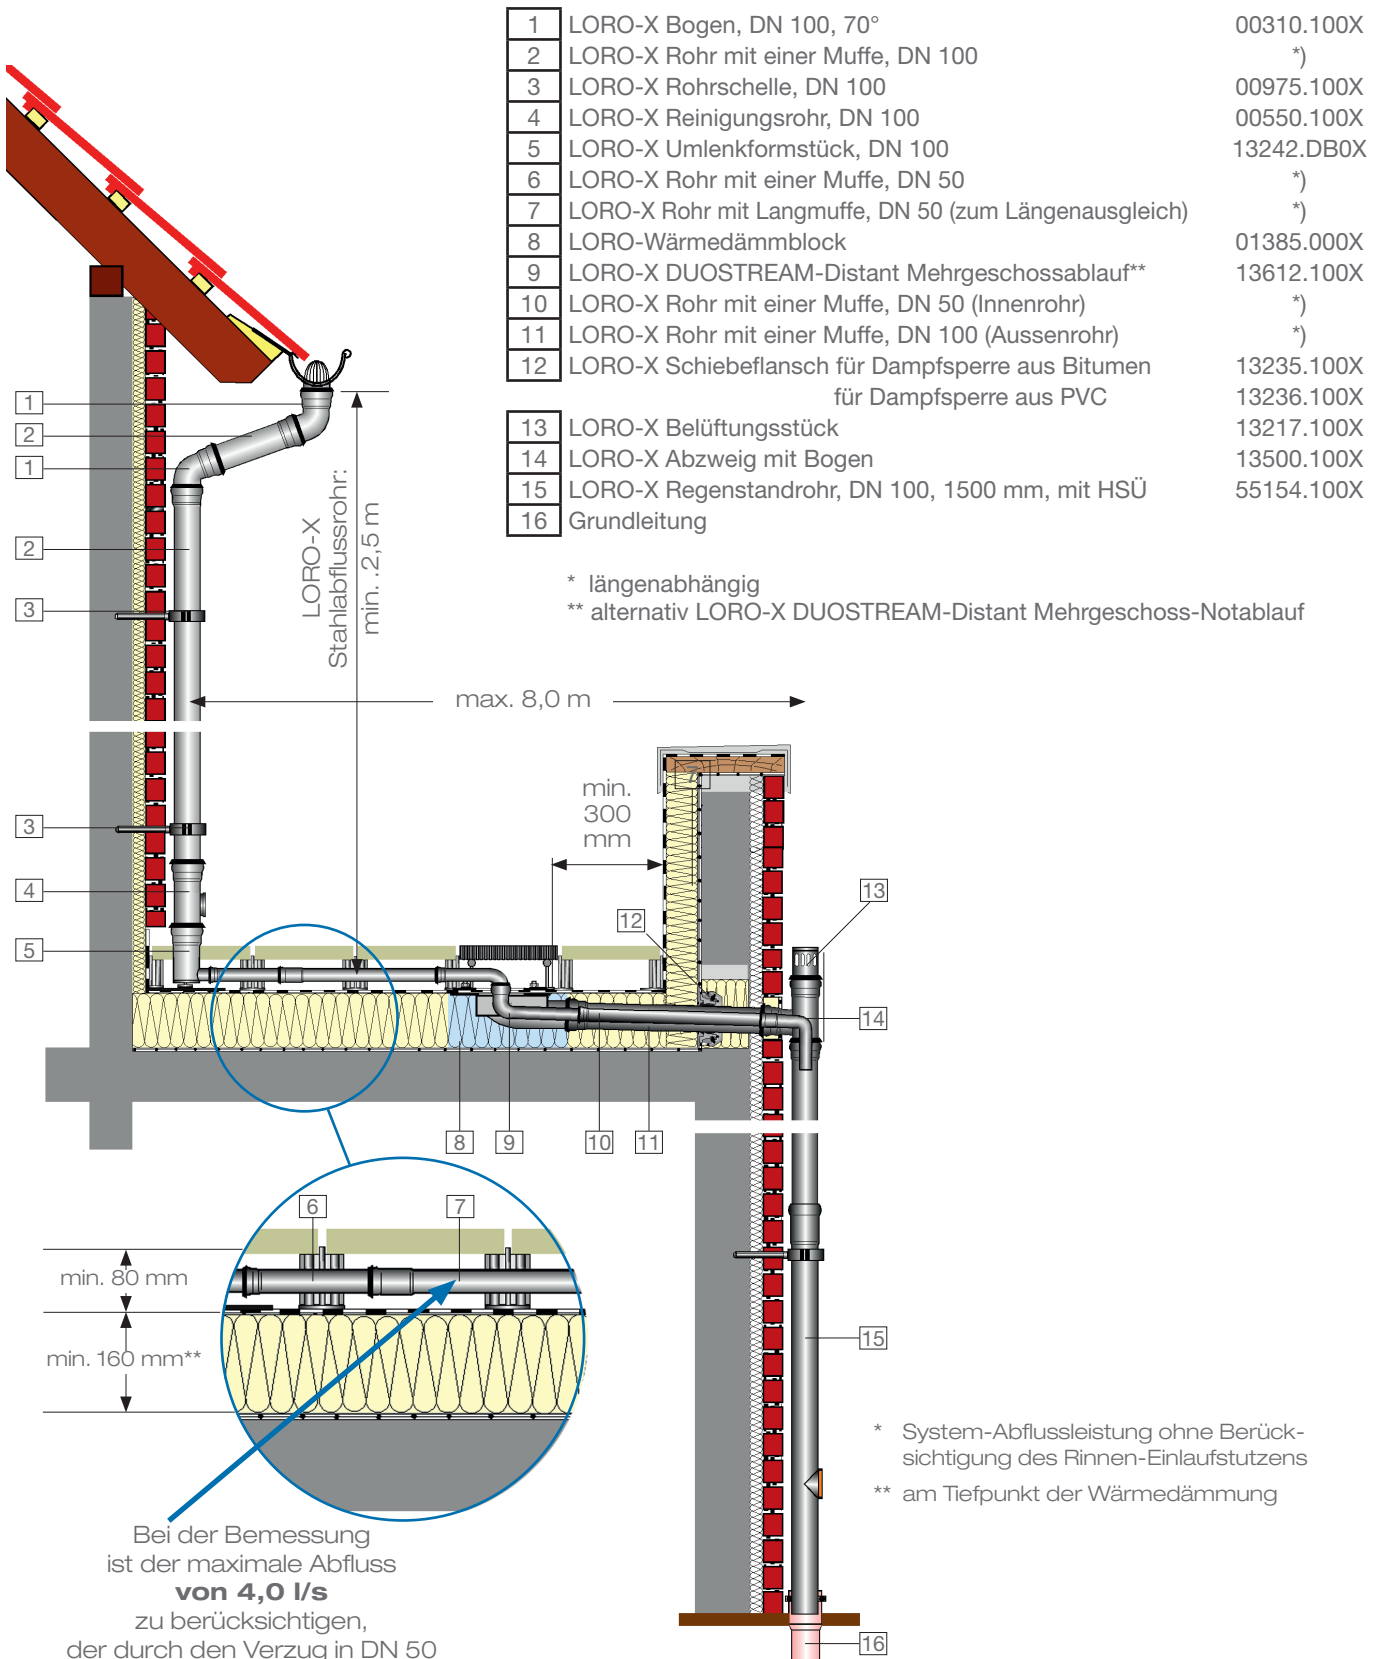 1 LORO-X Bogen, DN 100, 70° 00310.100X
2 LORO-X Rohr mit einer Muffe, DN 100 *)
3 LORO-X Rohrschelle, DN 100 00975.100X
4 LORO-X Reinigungsrohr, DN 100 00550.100X
5 LORO-X Umlenkformstück, DN 100 13242.DB0X
6 LORO-X Rohr mit einer Muffe, DN 50 *)
7 LORO-X Rohr mit Langmuffe, DN 50 (zum Längenausgleich) *)
8 LORO-Wärmedämmblock 01385.000X
9 LORO-X DUOSTREAM-Distant Mehrgeschossablauf** 13612.100X
10 LORO-X Rohr mit einer Muffe, DN 50 (Innenrohr) *)
11 LORO-X Rohr mit einer Muffe, DN 100 (Aussenrohr) *)
12 LORO-X Schiebeflansch für Dampfsperre aus Bitumen 13235.100X
für Dampfsperre aus PVC 13236.100X
13 LORO-X Belüftungsstück 13217.100X
14 LORO-X Abzweig mit Bogen 13500.100X
15 LORO-X Regenstandrohr, DN 100, 1500 mm, mit HSÜ 55154.100X
16 Grundleitung
* längenabhängig
** alternativ LORO-X DUOSTREAM-Distant Mehrgeschoss-Notablauf
1
2
1
2
3
LORO-X
Stahlabflussrohr:
min. .2,5 m
max. 8,0 m
min.
300
mm
3
4
5
12
13
14
8
9
10
11
6
7
min. 80 mm
min. 160 mm**
15
* System-Abflussleistung ohne Berück-
sichtigung des Rinnen-Einlaufstutzens
** am Tiefpunkt der Wärmedämmung
Bei der Bemessung
ist der maximale Abfluss
von 4,0 l/s
zu berücksichtigen,
der durch den Verzug in DN 50
16